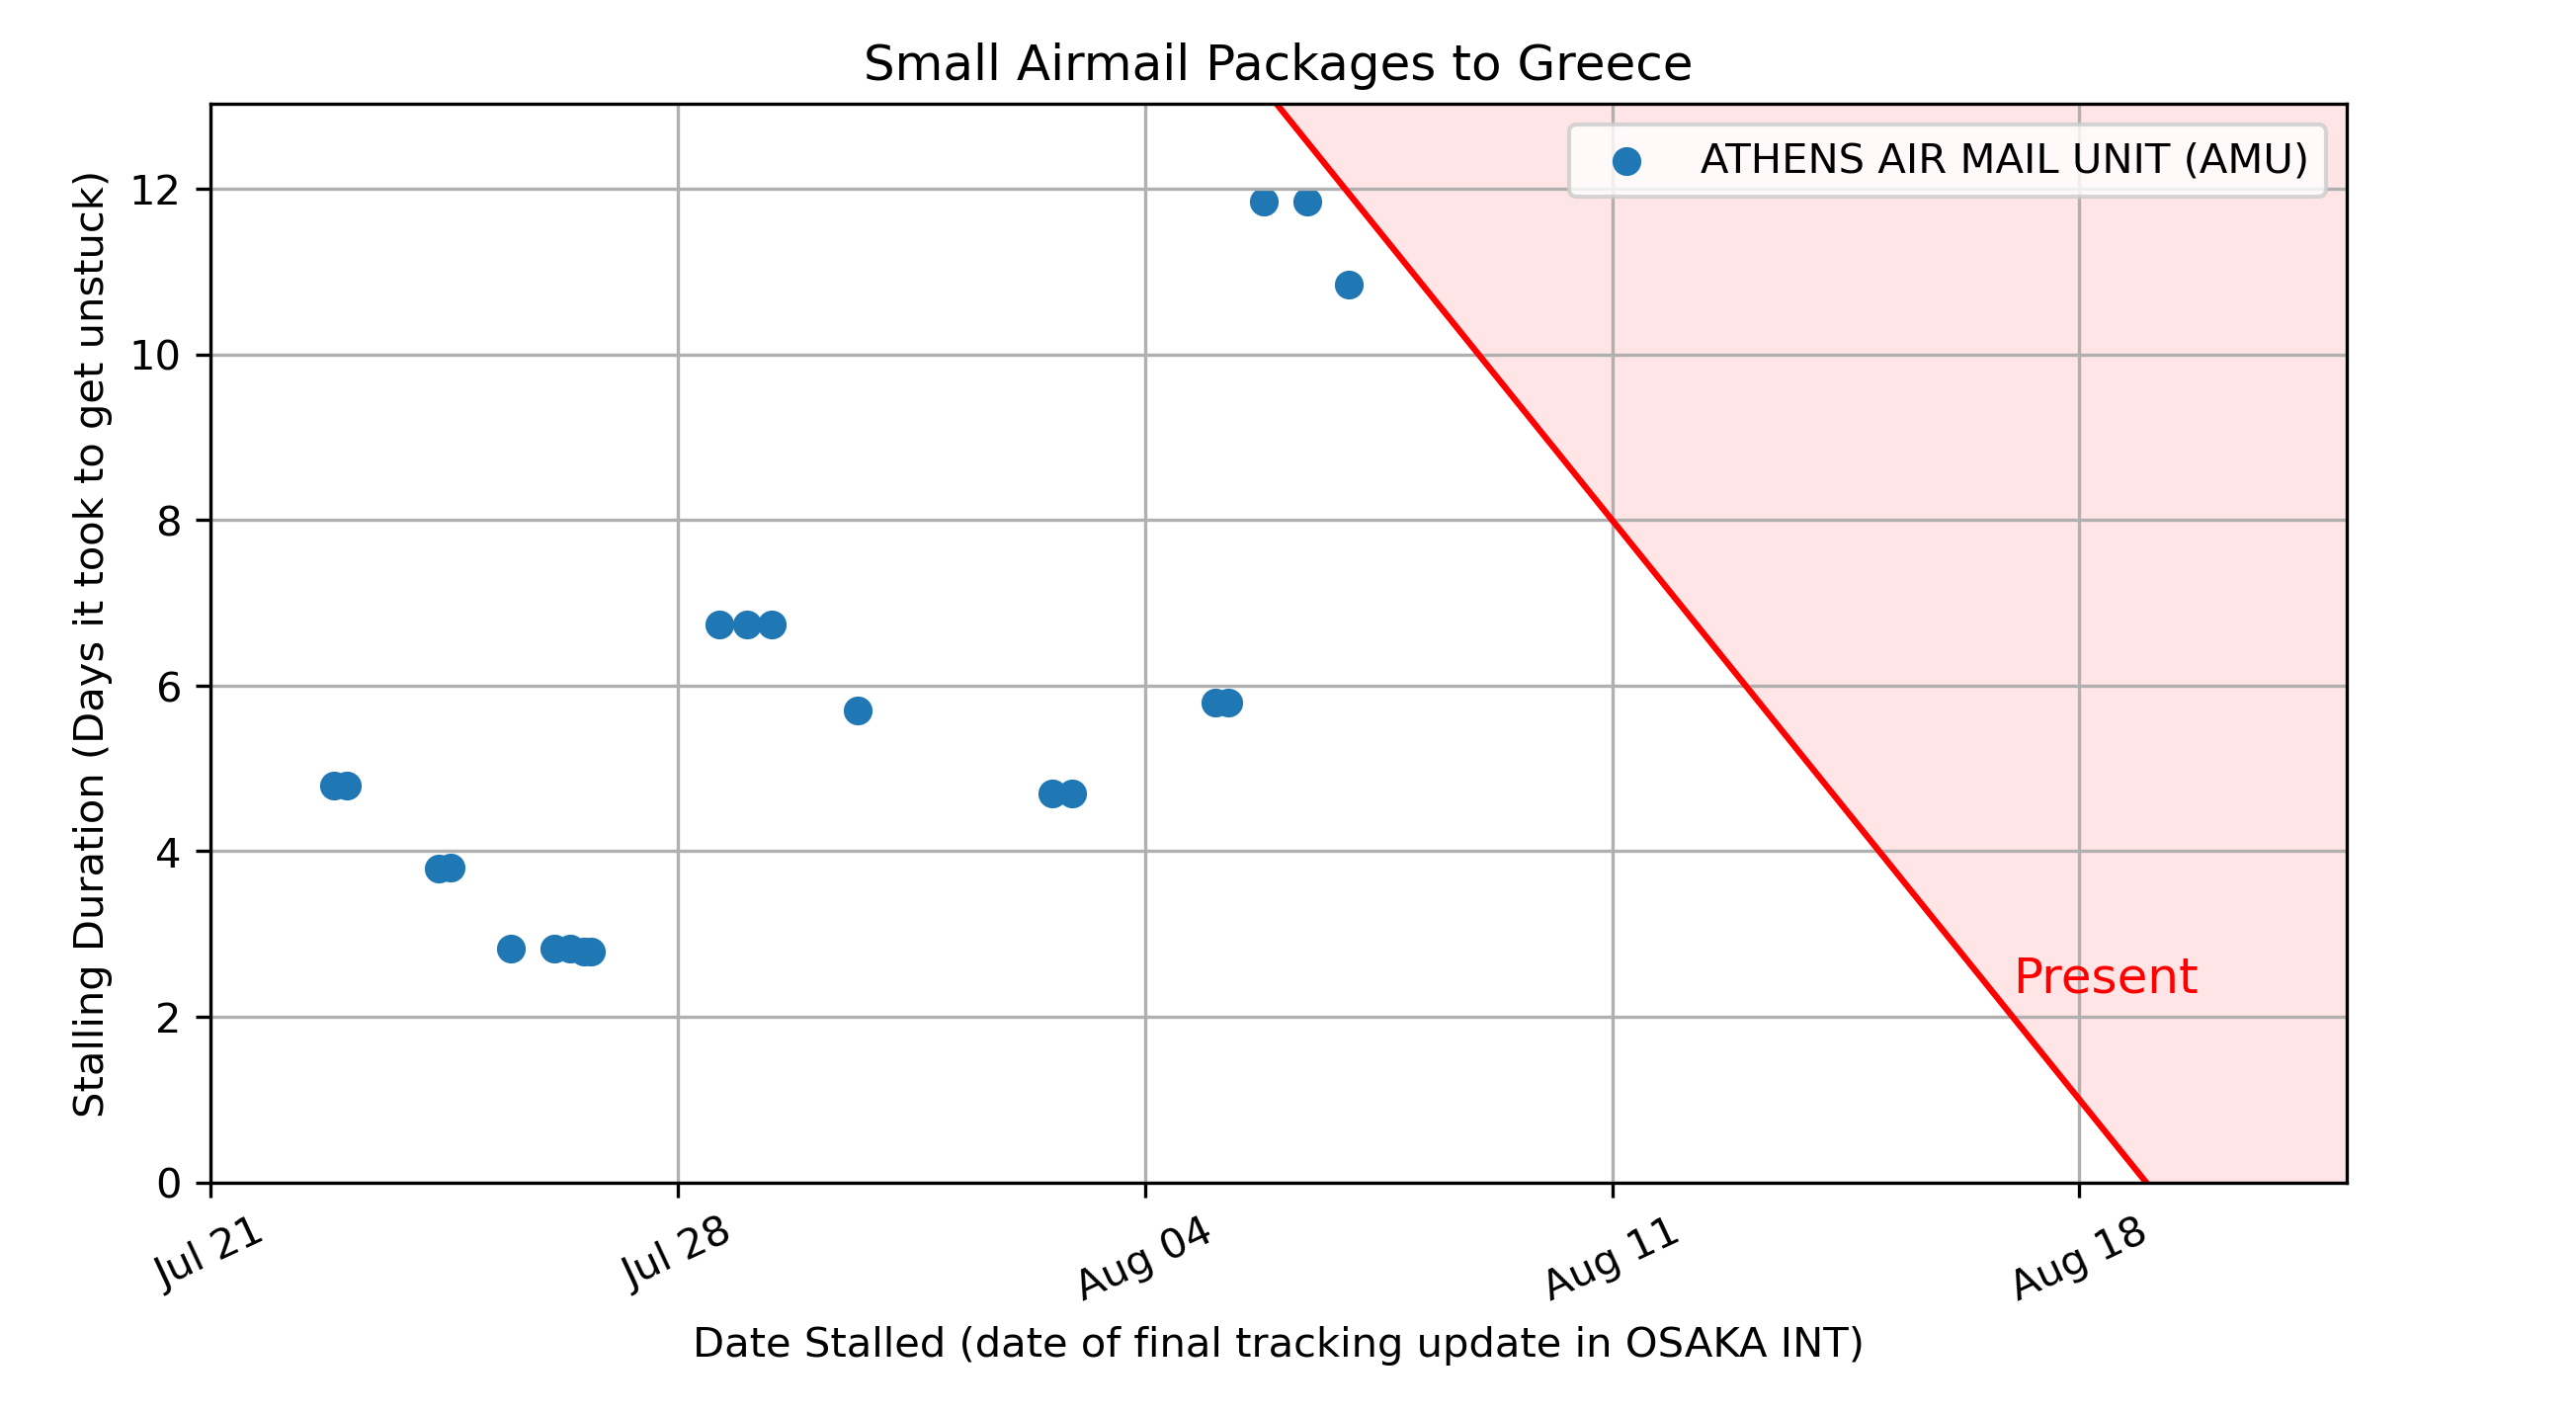 Small Airmail Packages to Greece
ATHENS AIR MAIL UNIT (AMU)
Stalling Duration (Days it took to get unstuck)
12
10
8
6
4
2
0
Present
Jul 21
Jul 28
Aug 04
Aug 11
Aug 18
Date Stalled (date of final tracking update in OSAKA INT)